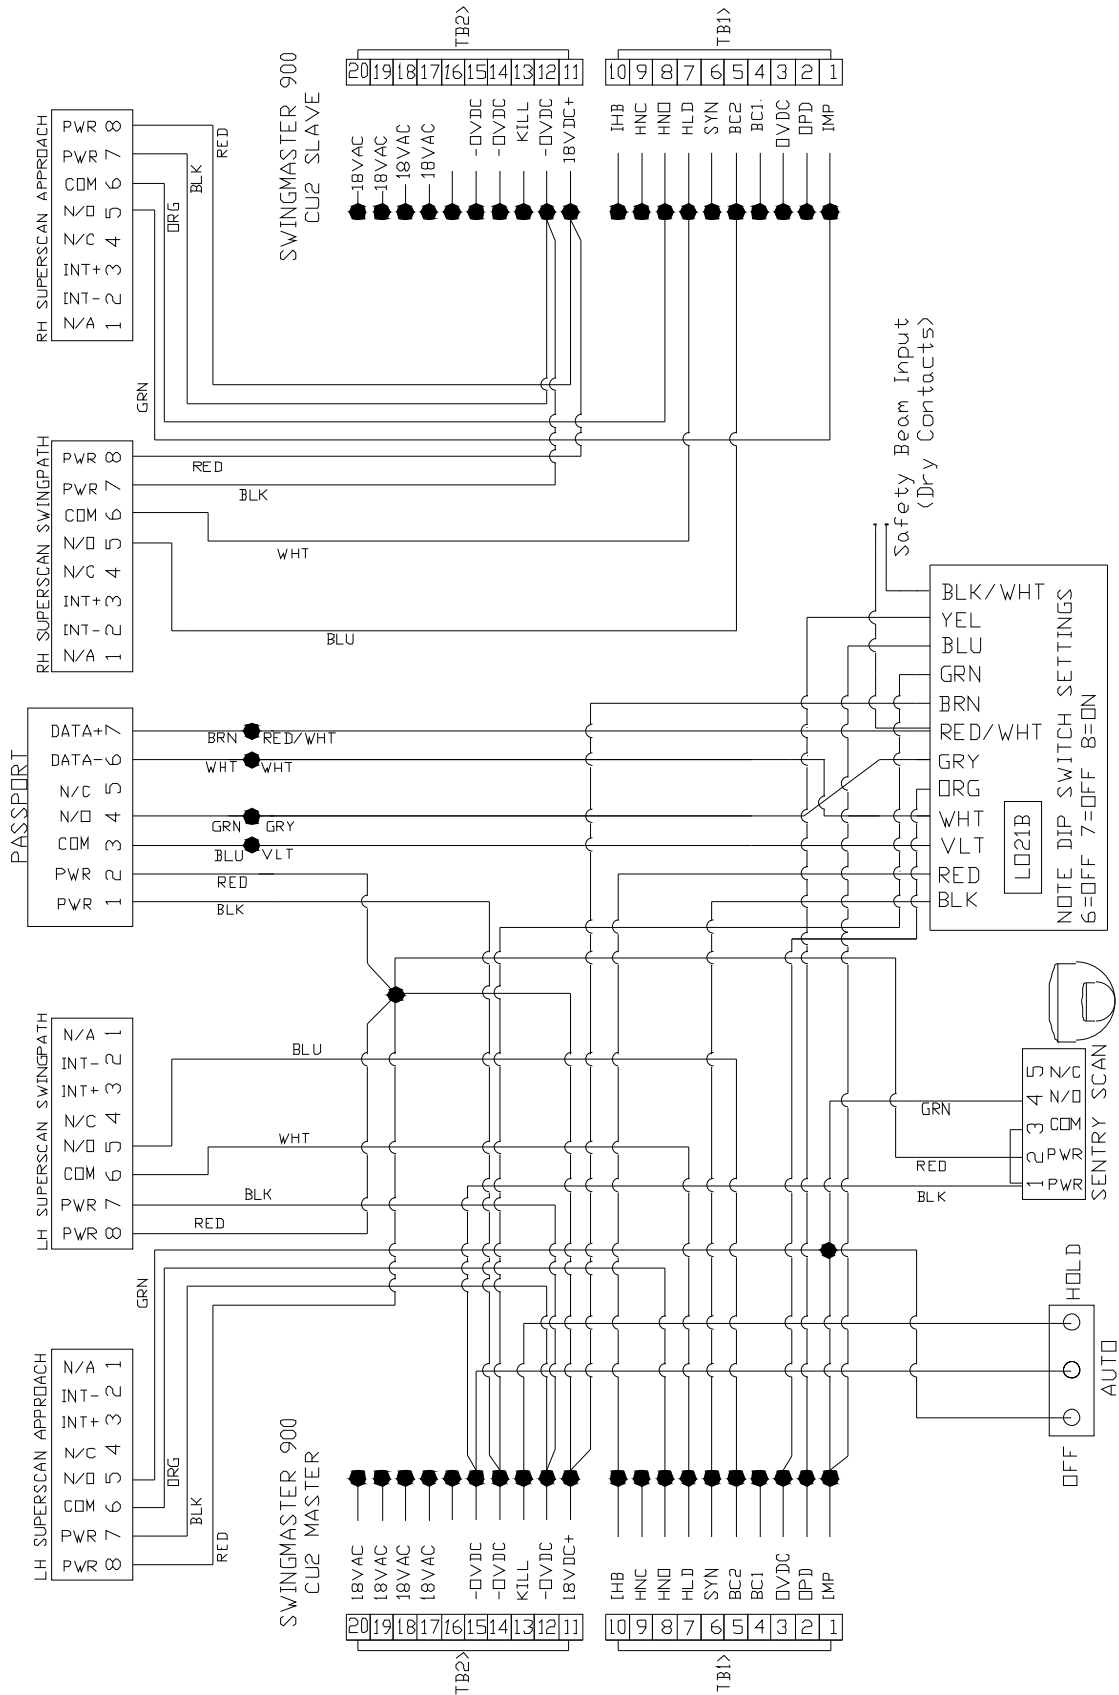 RH SUPERSCAN APPROACH
PWR 8
PWR 7
COM 6
N/O 5
N/C 4
INT+ 3
INT- 2
N/A 1
RED
BLK
ORG
GRN
SWINGMASTER 900
CU2 SLAVE
TB2>
20 19 18 17 16 15 14 13 12 11
18VAC
18VAC
18VAC
18VAC
-0VDC
-0VDC
KILL
-0VDC
18VDC+
TB1>
10 9 8 7 6 5 4 3 2 1
IHB
HNC
HNO
HLD
SYN
BC2
BC1.
0VDC
OPD
IMP
RH SUPERSCAN SWINGPATH
PWR 8
PWR 7
COM 6
N/O 5
N/C 4
INT+ 3
INT- 2
N/A 1
RED
BLK
WHT
BLU
Safety Beam Input
(Dry Contacts)
PASSPORT
DATA+ 7
DATA- 6
N/C 5
N/O 4
COM 3
PWR 2
PWR 1
BRN RED/WHT
WHT WHT
GRN GRY
BLU VLT
RED
BLK
BLK/WHT
YEL
BLU
GRN
BRN
RED/WHT
GRY
ORG
WHT
VLT
RED
BLK
LO21B
NOTE DIP SWITCH SETTINGS
6=OFF 7=OFF 8=ON
LH SUPERSCAN SWINGPATH
N/A 1
INT- 2
INT+ 3
N/C 4
N/O 5
COM 6
PWR 7
PWR 8
BLU
WHT
BLK
RED
SENTRY SCAN
5 N/C
4 N/O
3 COM
2 PWR
1 PWR
GRN
RED
BLK
LH SUPERSCAN APPROACH
N/A 1
INT- 2
INT+ 3
N/C 4
N/O 5
COM 6
PWR 7
PWR 8
GRN
ORG
BLK
RED
HOLD
AUTO
OFF
SWINGMASTER 900
CU2 MASTER
18VAC
18VAC
18VAC
18VAC
-0VDC
-0VDC
KILL
-0VDC
18VDC+
20 19 18 17 16 15 14 13 12 11
TB2>
IHB
HNC
HNO
HLD
SYN
BC2
BC1
0VDC
OPD
IMP
10 9 8 7 6 5 4 3 2 1
TB1>